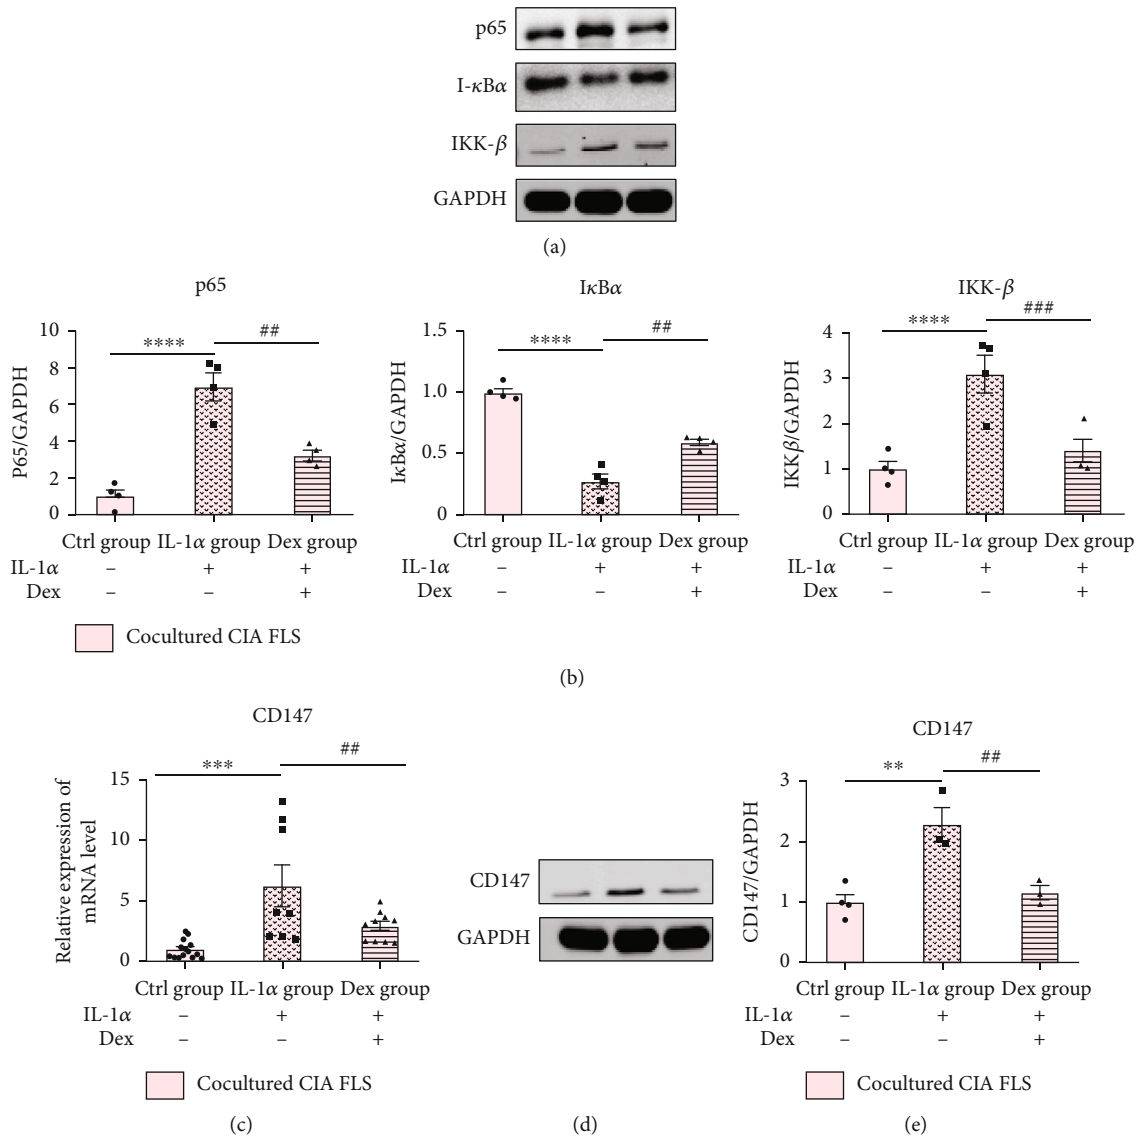 p65
I-κBα
IKK-β
GAPDH
(a)
p65
P65/GAPDH
10
8
6
4
2
0
****
##
Ctrl group IL-1α group Dex group
IL-1α – + +
Dex – – +
IκBα
IκBα/GAPDH
1.5
1.0
0.5
0
****
##
Ctrl group IL-1α group Dex group
IL-1α – + +
Dex – – +
IKK-β
IKKβ/GAPDH
4
3
2
1
0
****
###
Ctrl group IL-1α group Dex group
IL-1α – + +
Dex – – +
Cocultured CIA FLS
(b)
CD147
Relative expression of
mRNA level
15
10
5
0
***
##
Ctrl group IL-1α group Dex group
IL-1α – + +
Dex – – +
Cocultured CIA FLS
(c)
CD147
GAPDH
(d)
CD147
CD147/GAPDH
3
2
1
0
**
##
Ctrl group IL-1α group Dex group
IL-1α – + +
Dex – – +
Cocultured CIA FLS
(e)